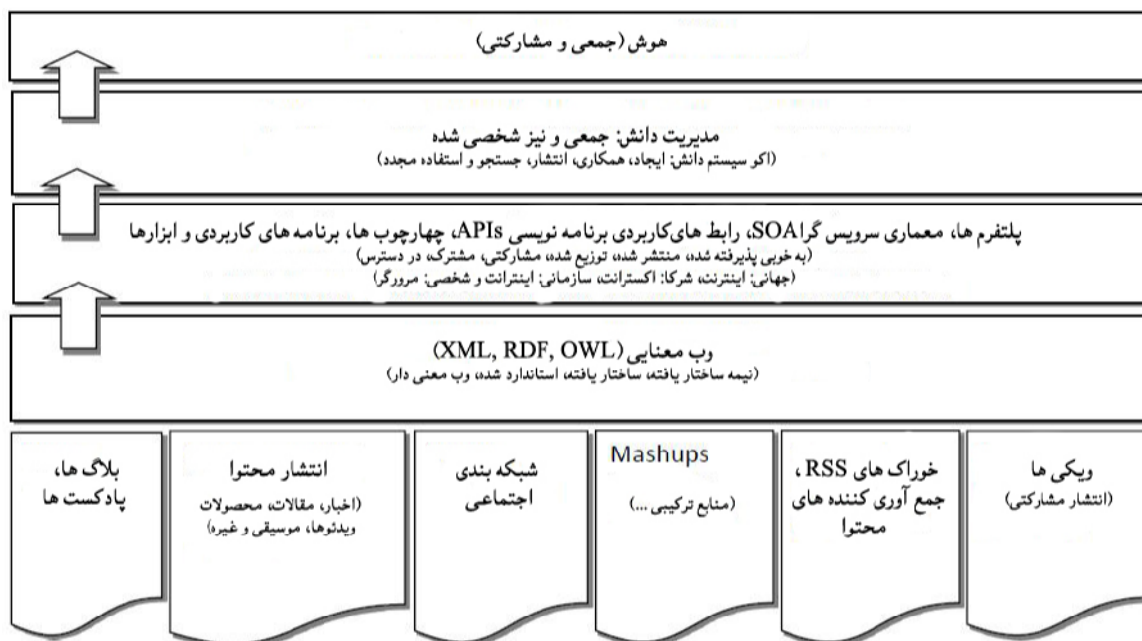 هوش (جمعی و مشارکتی)
مدیریت دانش: جمعی و نیز شخصی شده
(اکو سیستم دانش: ایجاد، همکاری، انتشار، جستجو و استفاده مجدد)
پلتفرم ها، معماری سرویس گراSOA، رابط های‌کاربردی برنامه نویسی APIs، چهارچوب ها، برنامه های کاربردی و ابزارها
(به خوبی پذیرفته شده، منتشر شده، توزیع شده، مشارکتی، مشترک، در دسترس)
(جهانی: اینترنت، شرکا: اکسترانت، سازمانی: اینترانت و شخصی: مرورگر)
وب معنایی (XML, RDF, OWL)
(نیمه ساختار یافته، ساختار یافته، استاندارد شده، وب معنی دار)
ویکی ها
(انتشار مشارکتی)
خوراک های RSS ،
جمع آوری کننده های
محتوا
Mashups
(منابع ترکیبی ...)
شبکه بندی
اجتماعی
انتشار محتوا
(اخبار، مقالات، محصولات
ویدئوها، موسیقی و غیره)
بلاگ ها،
پادکست ها